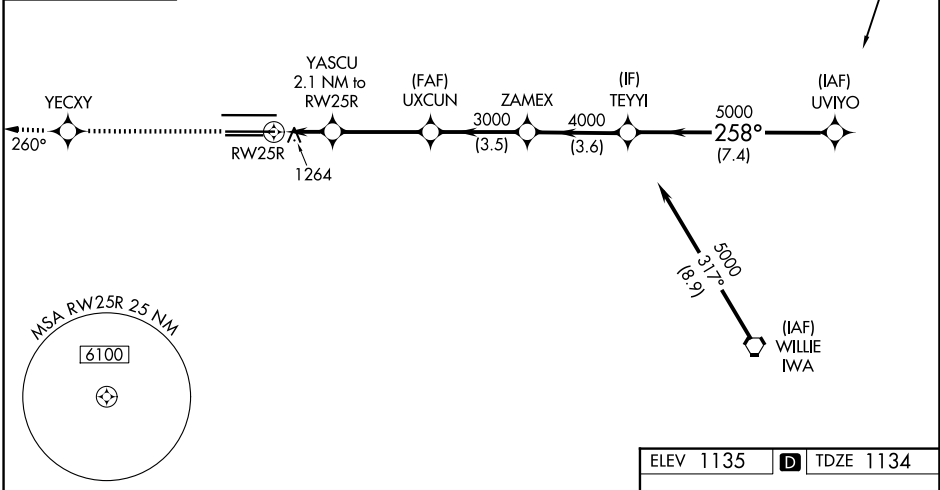 YECXY
260°
RW25R
1264
YASCU
2.1 NM to
RW25R
(FAF)
UXCUN
3000
(3.5)
ZAMEX
4000
(3.6)
(IF)
TEYYI
5000
258°
(7.4)
(IAF)
UVIYO
5000
317°
(8.9)
(IAF)
WILLIE
IWA
MSA RW25R 25 NM
6100
ELEV 1135 D TDZE 1134